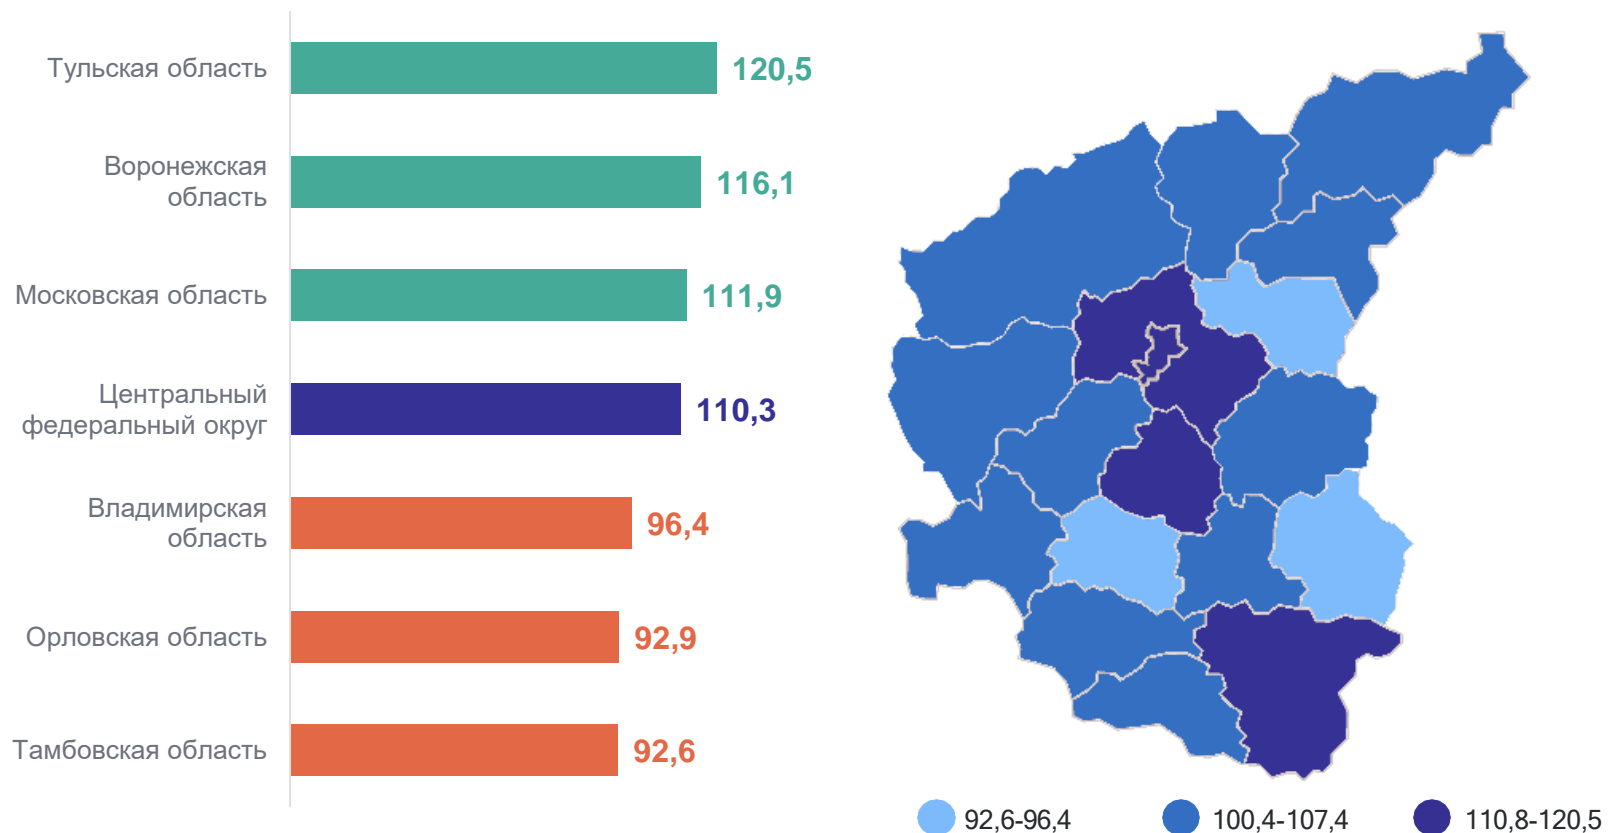 Тульская область
120,5
Воронежская
область
116,1
Московская область
111,9
Центральный
федеральный округ
110,3
Владимирская
область
96,4
Орловская область
92,9
Тамбовская область
92,6
92,6-96,4
100,4-107,4
110,8-120,5